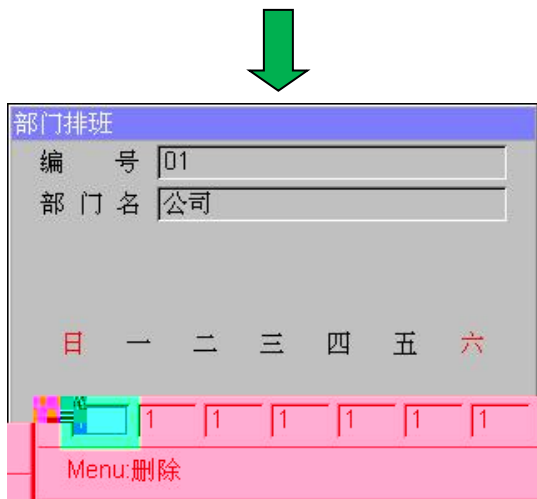 部门排班
编 号 01
部 门 名 公司
日 一 二 三 四 五 六
1 1 1 1 1 1
Menu:删除